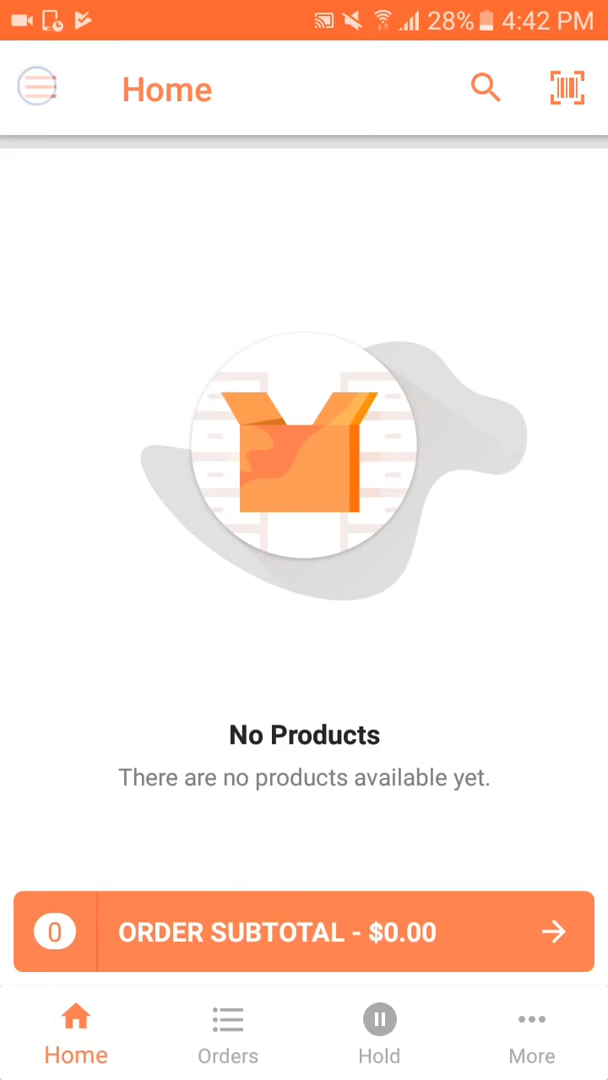 28% 4:42 PM
Home
No Products
There are no products available yet.
0 ORDER SUBTOTAL - $0.00
Home Orders Hold More